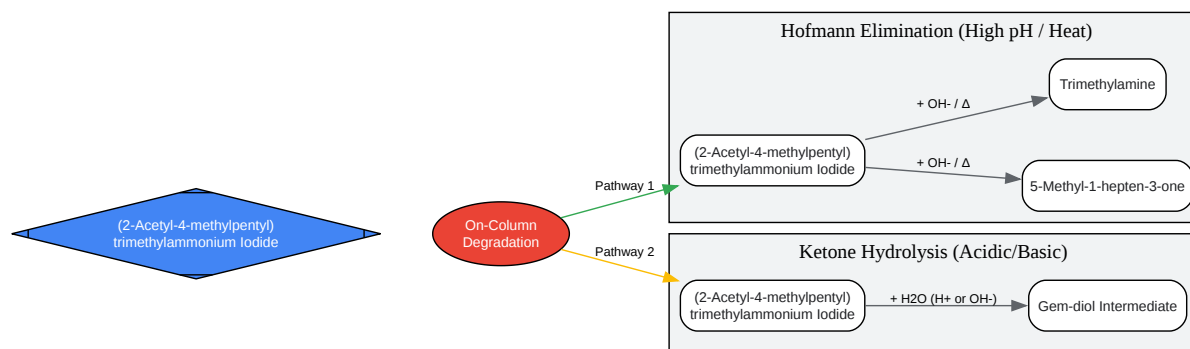 Hofmann Elimination (High pH / Heat)
Trimethylamine
+ OH- / Δ
(2-Acetyl-4-methylpentyl)
trimethylammonium Iodide
+ OH- / Δ
5-Methyl-1-hepten-3-one
Pathway 1
(2-Acetyl-4-methylpentyl)
trimethylammonium Iodide
On-Column
Degradation
Pathway 2
Ketone Hydrolysis (Acidic/Basic)
(2-Acetyl-4-methylpentyl)
trimethylammonium Iodide
+ H2O (H+ or OH-)
Gem-diol Intermediate